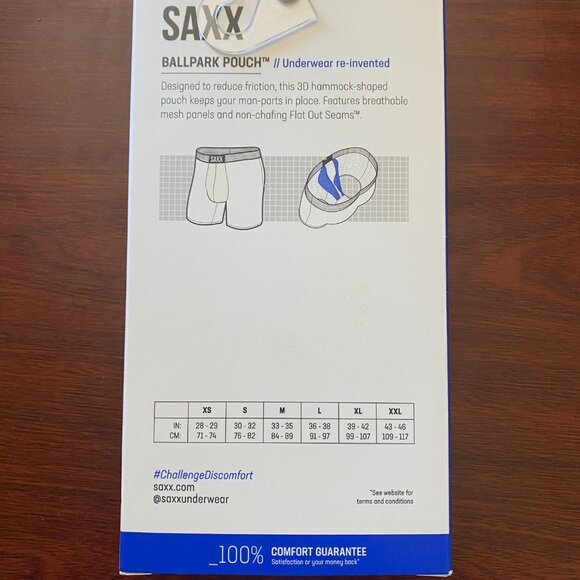 SAXX
BALLPARK POUCH™ // Underwear re-invented
Designed to reduce friction, this 3D hammock-shaped
pouch keeps your man-parts in place. Features breathable
mesh panels and non-chafing Flat Out Seams™.
SAXX
XS S M L XL XXL
IN: 28 - 29 30 - 32 33 - 35 36 - 38 39 - 42 43 - 46
CM: 71 - 74 76 - 82 84 - 89 91 - 97 99 - 107 109 - 117
#ChallengeDiscomfort
saxx.com
@saxxunderwear
*See website for
terms and conditions
_100% COMFORT GUARANTEE
Satisfaction or your money back*